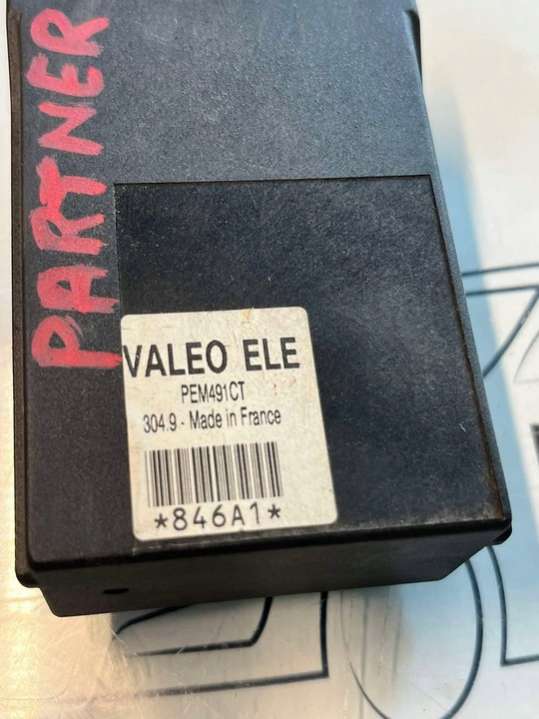 PARTNER
VALEO ELE
PEM491CT
304.9 - Made in France
*846A1*